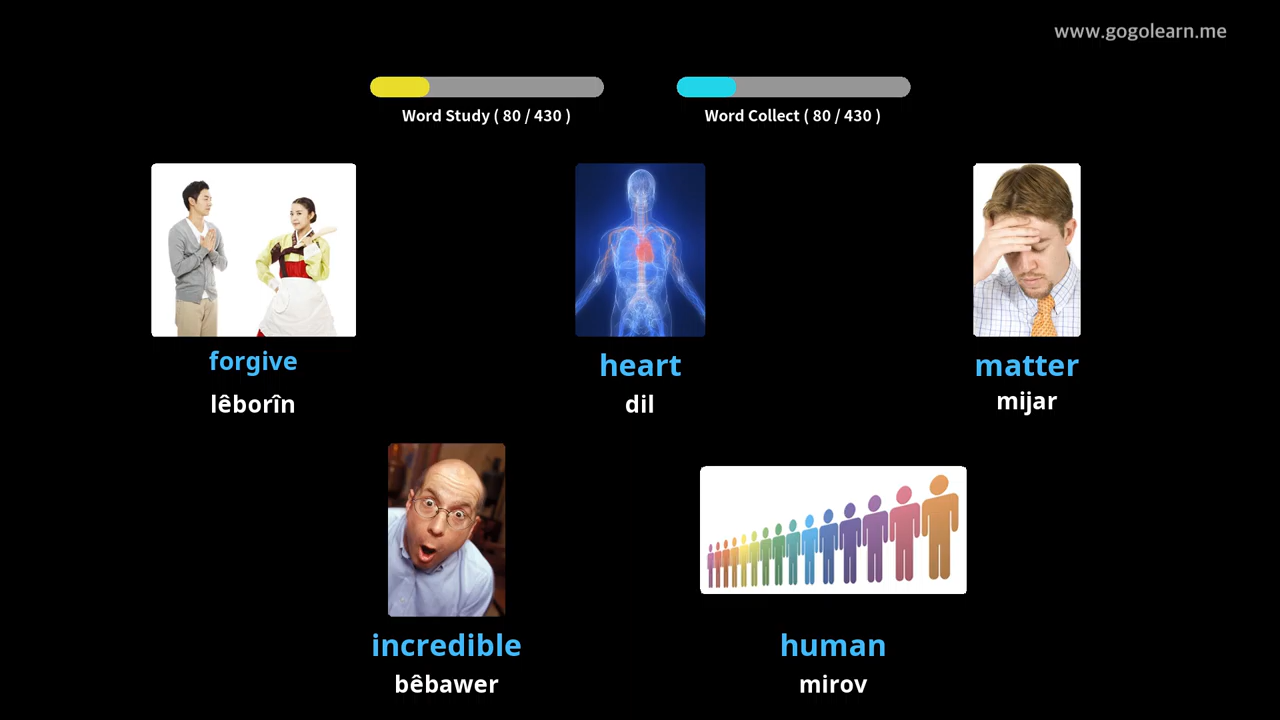 www.gogolearn.me
Word Study ( 80 / 430 )
Word Collect ( 80 / 430 )
forgive
lêborîn
heart
dil
matter
mijar
incredible
bêbawer
human
mirov